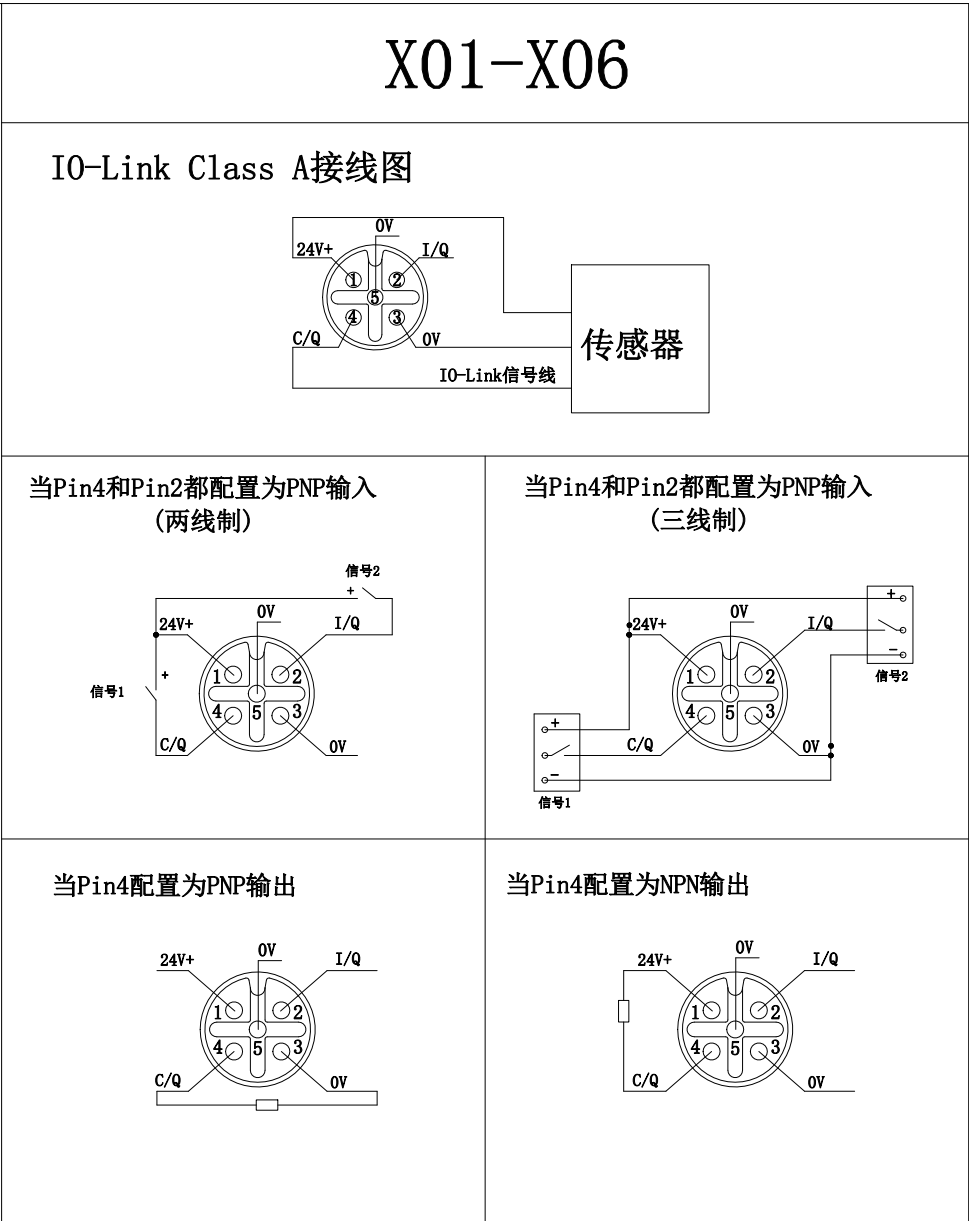 X01-X06
IO-Link Class A接线图
0V
24V+
I/Q
1
2
5
4
3
C/Q
0V
IO-Link信号线
传感器
当Pin4和Pin2都配置为PNP输入
(两线制)
信号2
+
24V+
0V
I/Q
+
信号1
1
2
4
5
3
C/Q
0V
当Pin4和Pin2都配置为PNP输入
(三线制)
+
24V+
0V
I/Q
-
信号2
1
2
4
5
3
+
C/Q
0V
-
信号1
当Pin4配置为PNP输出
24V+
0V
I/Q
1
2
4
5
3
C/Q
0V
当Pin4配置为NPN输出
24V+
0V
I/Q
1
2
4
5
3
C/Q
0V